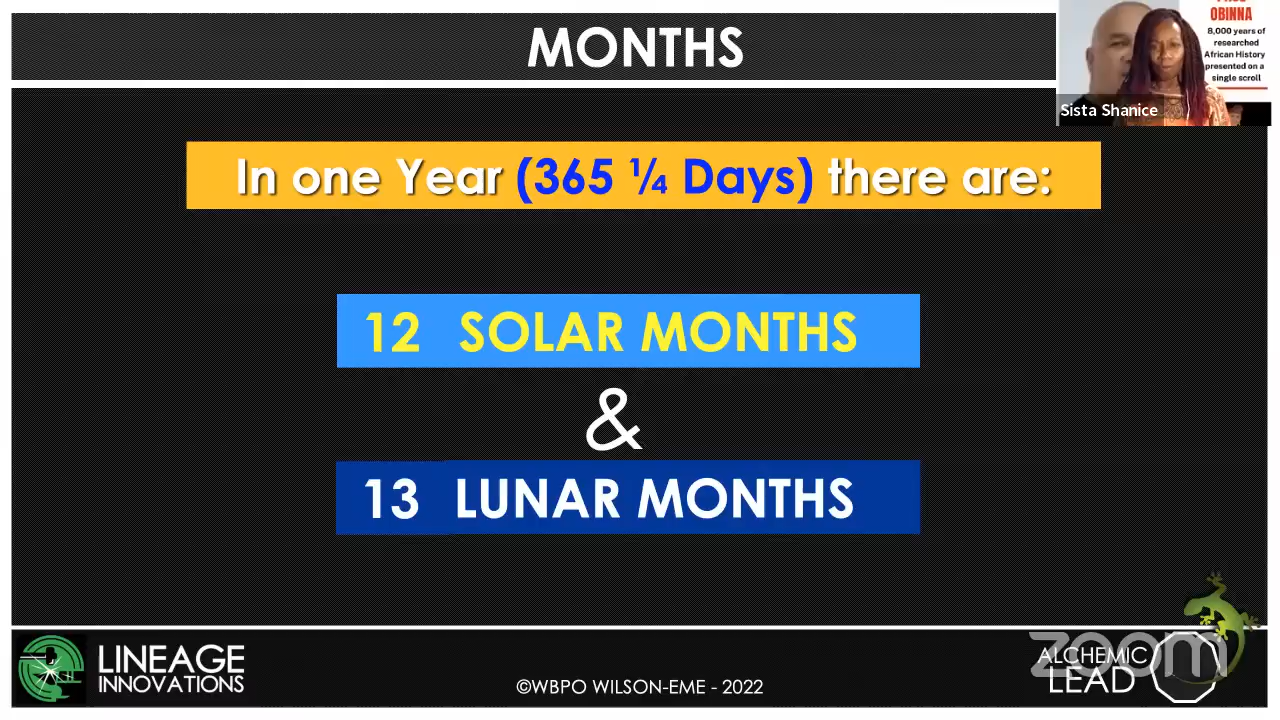 MONTHS
OBINNA
8,000 years of
researched
African History
presented on a
single scroll
Sista Shanice
In one Year (365 ¼ Days) there are:
12 SOLAR MONTHS
&
13 LUNAR MONTHS
LINEAGE
INNOVATIONS
©WBPO WILSON-EME - 2022
zoom
ALCHEMIC
LEAD